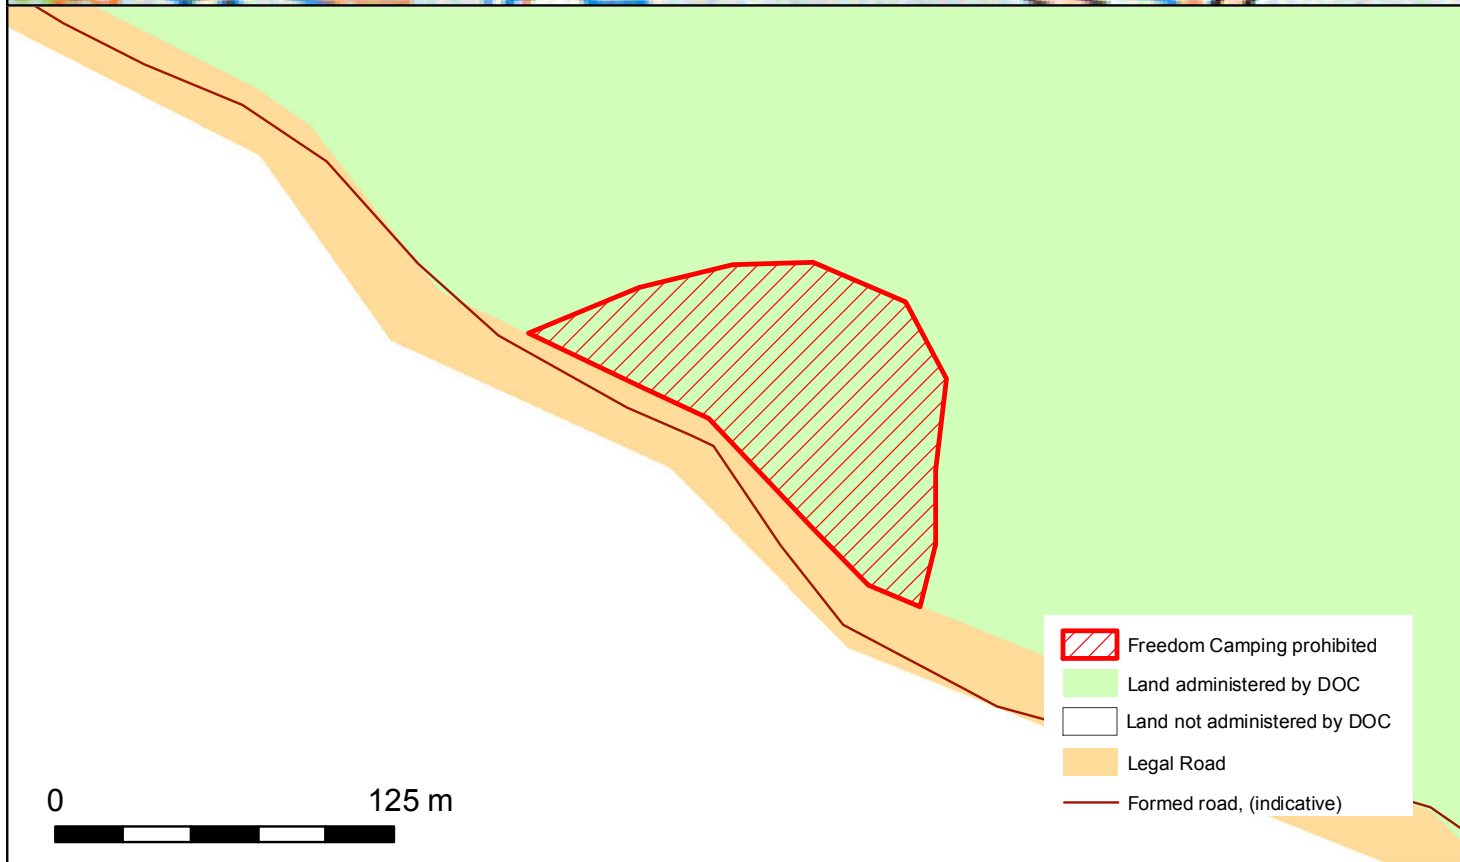 Freedom Camping prohibited
Land administered by DOC
Land not administered by DOC
Legal Road
Formed road, (indicative)
0 125 m